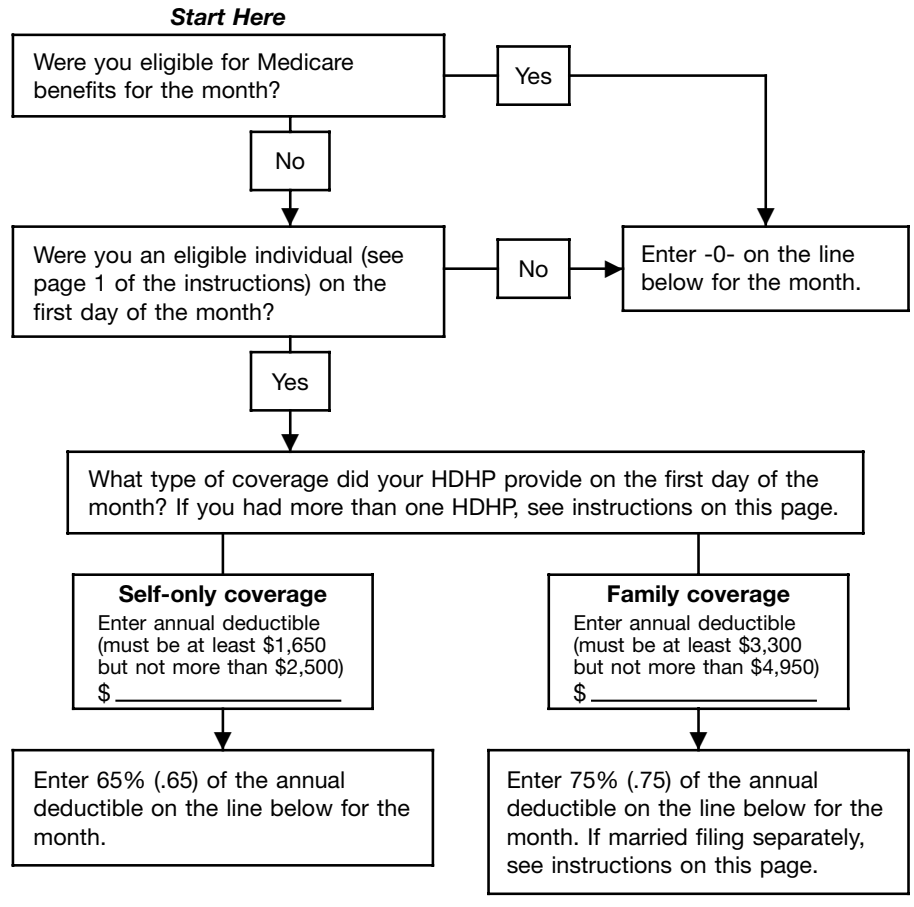 Start Here
Were you eligible for Medicare
benefits for the month?
Yes
No
Were you an eligible individual (see
page 1 of the instructions) on the
first day of the month?
No
Enter -0- on the line
below for the month.
Yes
What type of coverage did your HDHP provide on the first day of the
month? If you had more than one HDHP, see instructions on this page.
Self-only coverage
Enter annual deductible
(must be at least $1,650
but not more than $2,500)
$
Family coverage
Enter annual deductible
(must be at least $3,300
but not more than $4,950)
$
Enter 65% (.65) of the annual
deductible on the line below for the
month.
Enter 75% (.75) of the annual
deductible on the line below for the
month. If married filing separately,
see instructions on this page.